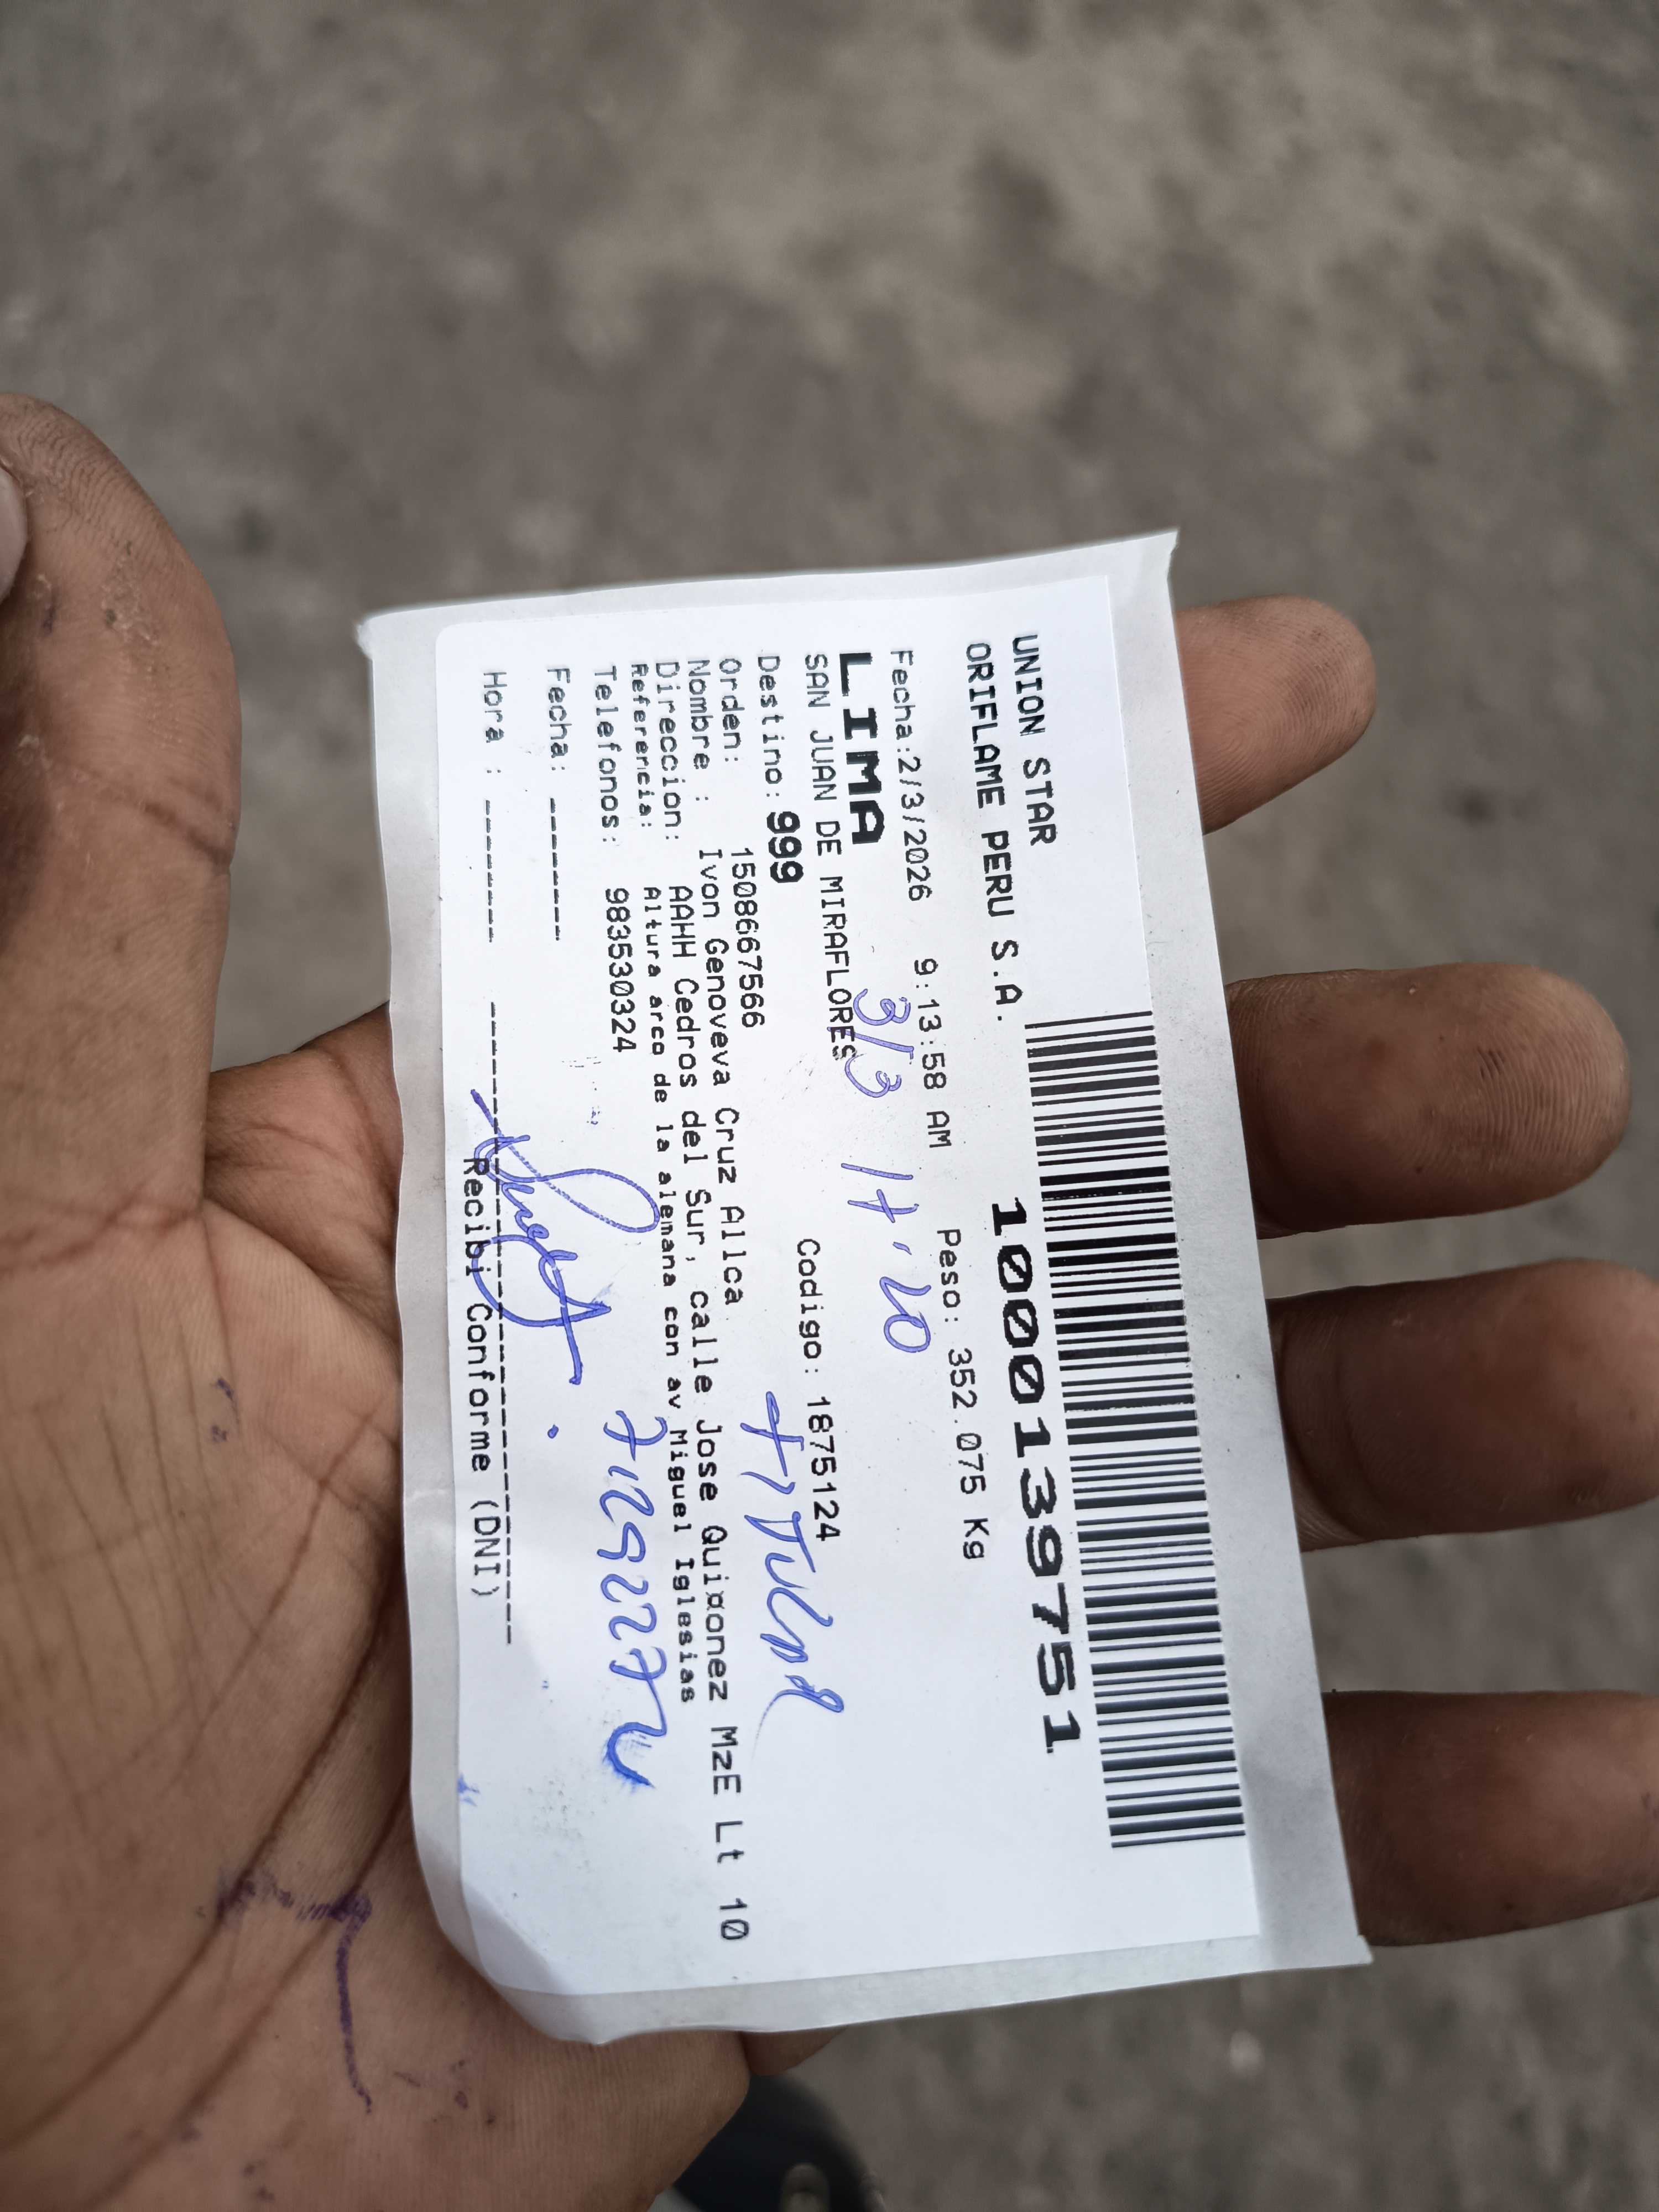 UNION STAR
ORIFLAME PERU S.A.
1000139751
Fecha:2/3/2026 9:13:58 AM Peso: 352.075 Kg
LIMA
3/3 17'20
SAN JUAN DE MIRAFLORES
Destino: 999 Codigo: 1875124
Orden: 1508667566
titular
Nombre : Ivon Genoveva Cruz Allca
Direccion: AAHH Cedros del Sur, calle Jose Quiñonez MzE Lt 10
Referencia: Altura arco de la alemana con av Miguel Iglesias
Telefonos: 983530324
Fecha: ------
Hora : ------
Recibi Conforme (DNI)